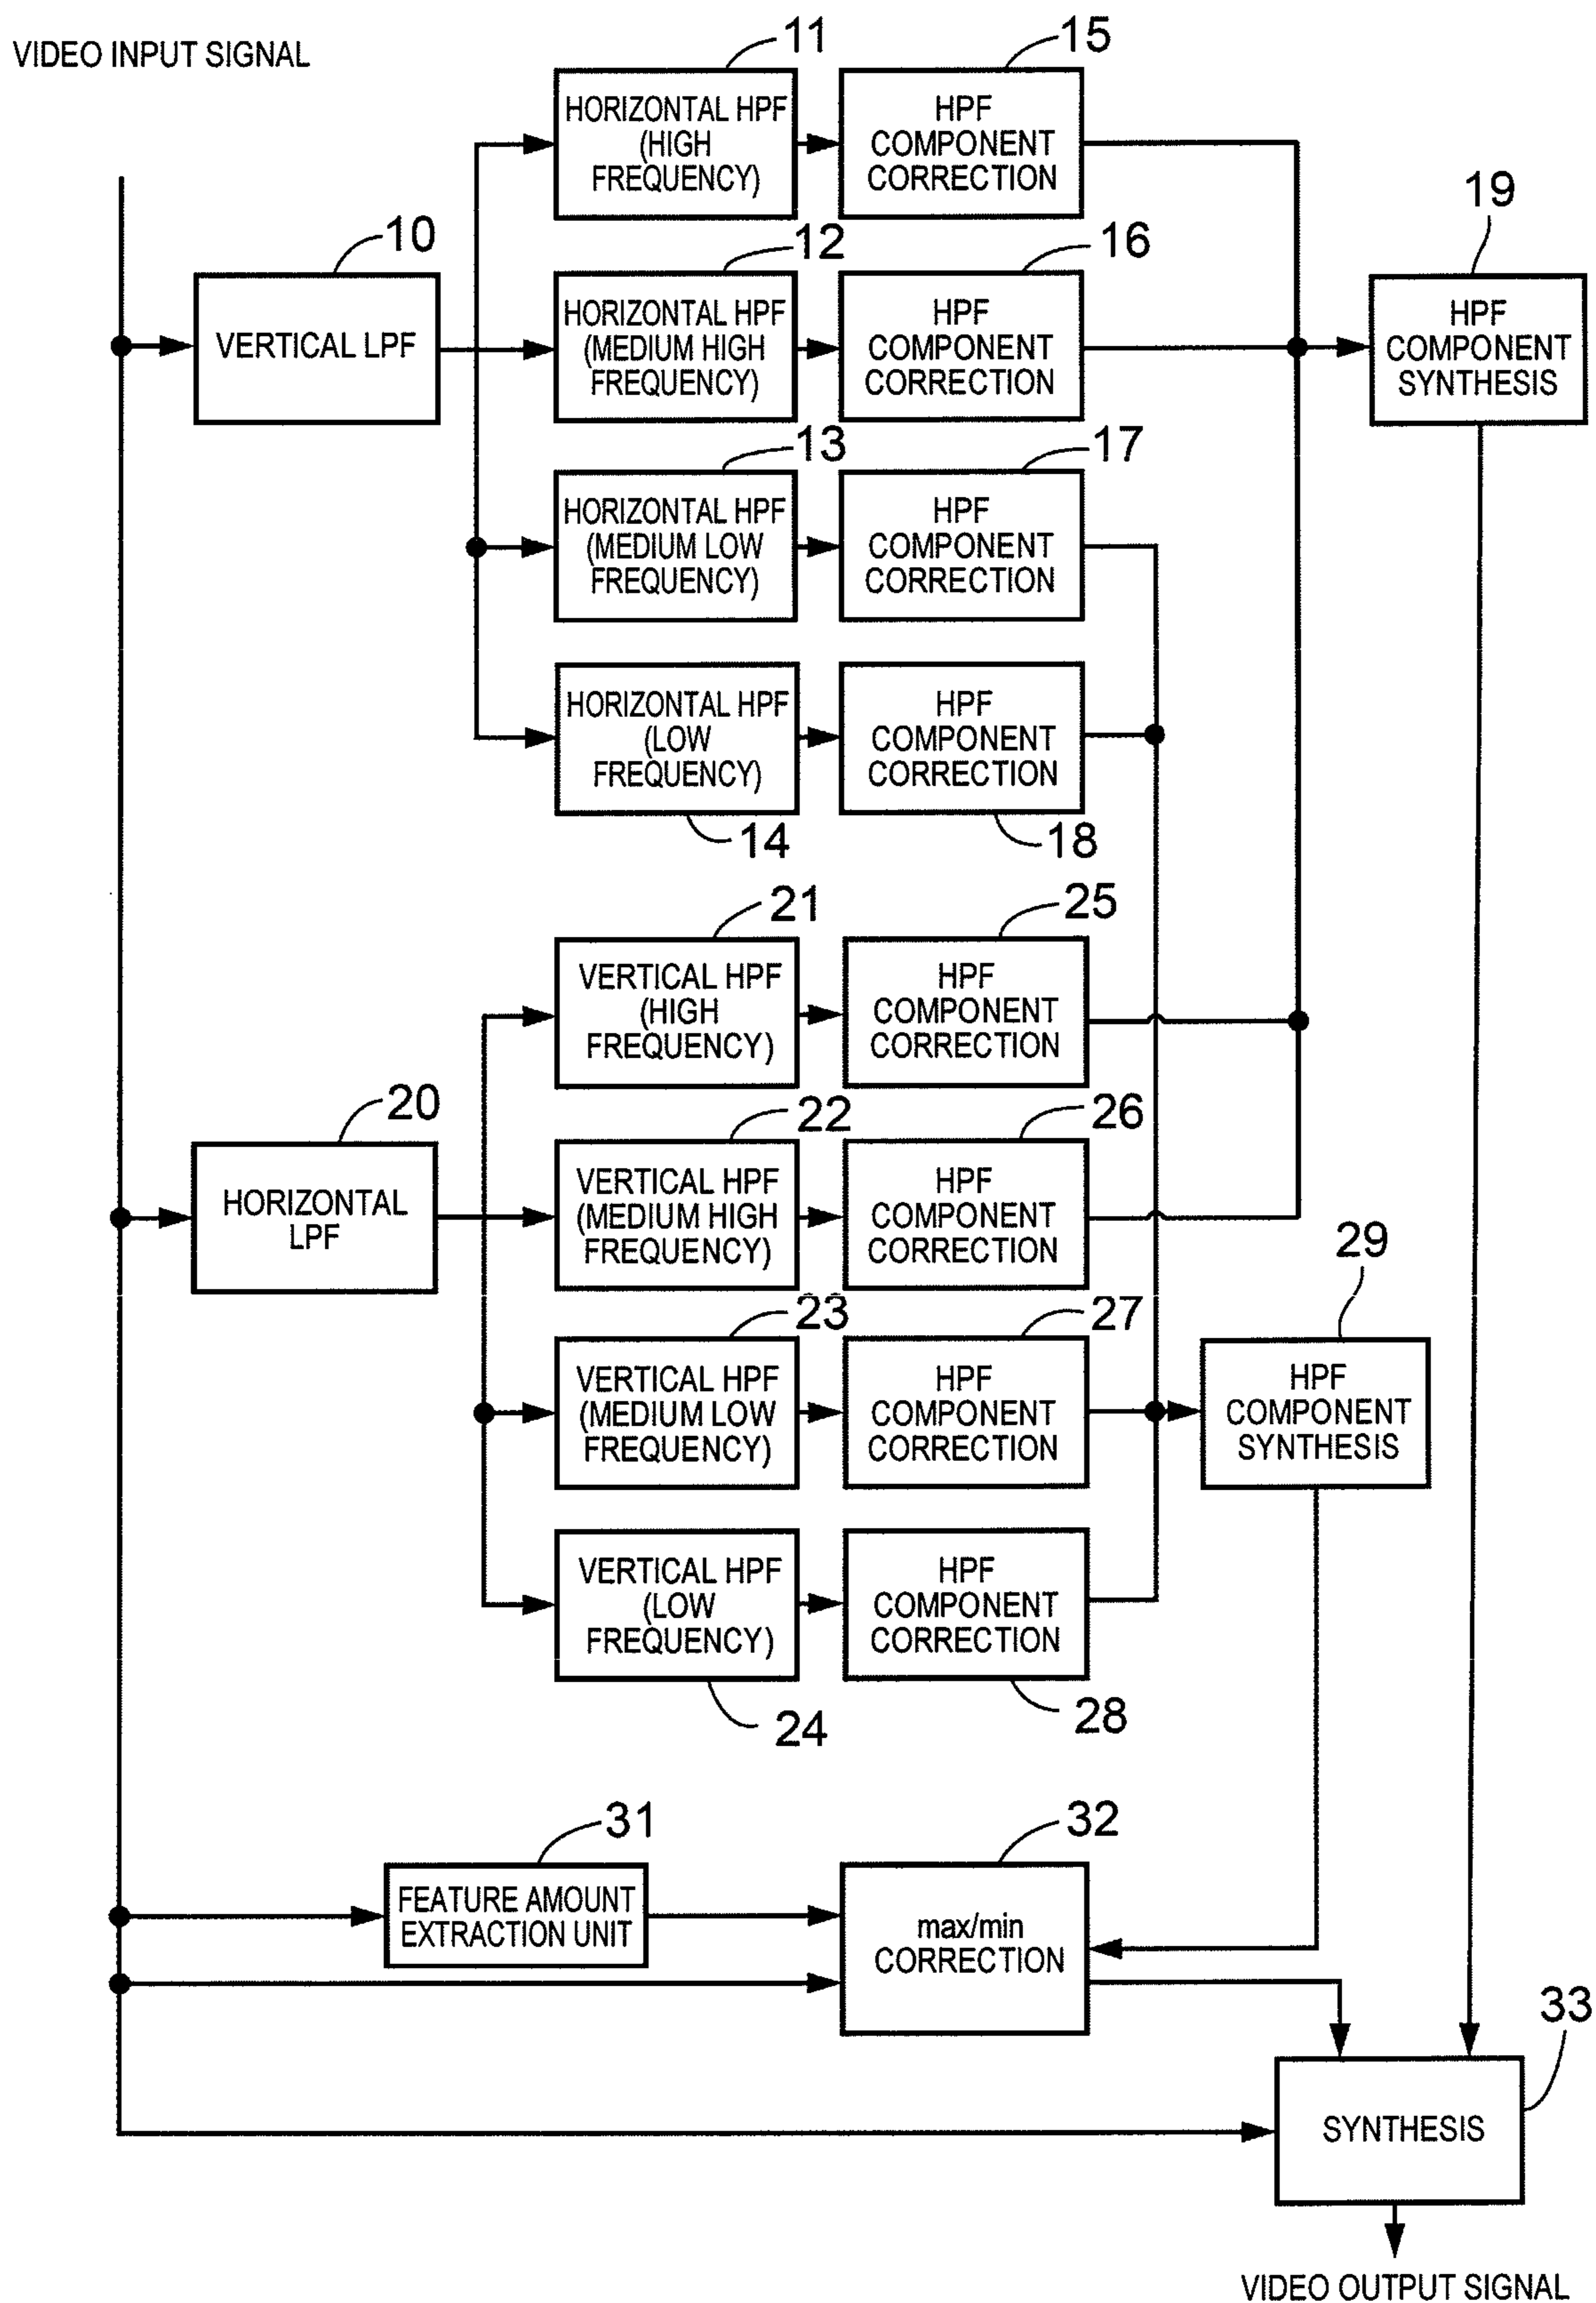 VIDEO INPUT SIGNAL
11
15
HORIZONTAL HPF
(HIGH
FREQUENCY)
HPF
COMPONENT
CORRECTION
19
10
12
16
VERTICAL LPF
HORIZONTAL HPF
(MEDIUM HIGH
FREQUENCY)
HPF
COMPONENT
CORRECTION
HPF
COMPONENT
SYNTHESIS
13
17
HORIZONTAL HPF
(MEDIUM LOW
FREQUENCY)
HPF
COMPONENT
CORRECTION
HORIZONTAL HPF
(LOW
FREQUENCY)
HPF
COMPONENT
CORRECTION
14
18
21
25
VERTICAL HPF
(HIGH
FREQUENCY)
HPF
COMPONENT
CORRECTION
20
22
26
HORIZONTAL
LPF
VERTICAL HPF
(MEDIUM HIGH
FREQUENCY)
HPF
COMPONENT
CORRECTION
29
23
27
VERTICAL HPF
(MEDIUM LOW
FREQUENCY)
HPF
COMPONENT
CORRECTION
HPF
COMPONENT
SYNTHESIS
VERTICAL HPF
(LOW
FREQUENCY)
HPF
COMPONENT
CORRECTION
24
28
31
32
FEATURE AMOUNT
EXTRACTION UNIT
max/min
CORRECTION
33
SYNTHESIS
VIDEO OUTPUT SIGNAL